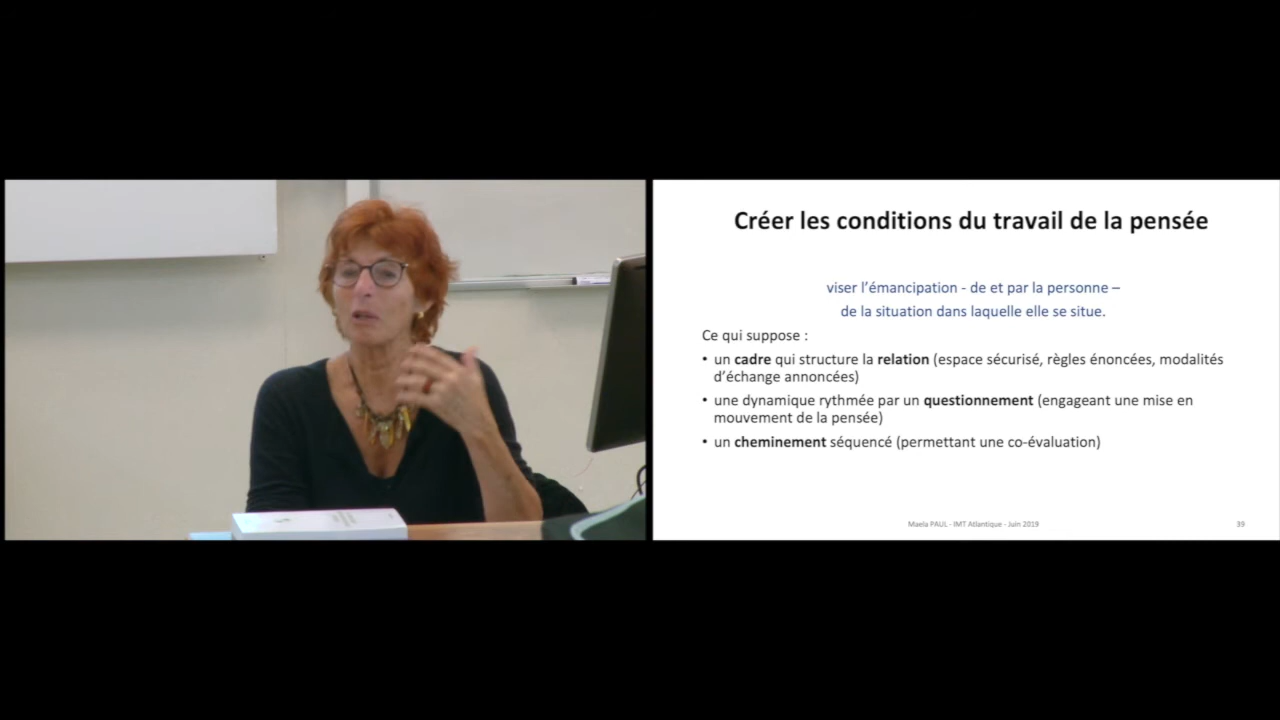 Créer les conditions du travail de la pensée
viser l’émancipation - de et par la personne –
de la situation dans laquelle elle se situe.
Ce qui suppose :
• un cadre qui structure la relation (espace sécurisé, règles énoncées, modalités
d’échange annoncées)
• une dynamique rythmée par un questionnement (engageant une mise en
mouvement de la pensée)
• un cheminement séquencé (permettant une co-évaluation)
Maela PAUL - IMT Atlantique - Juin 2019
39